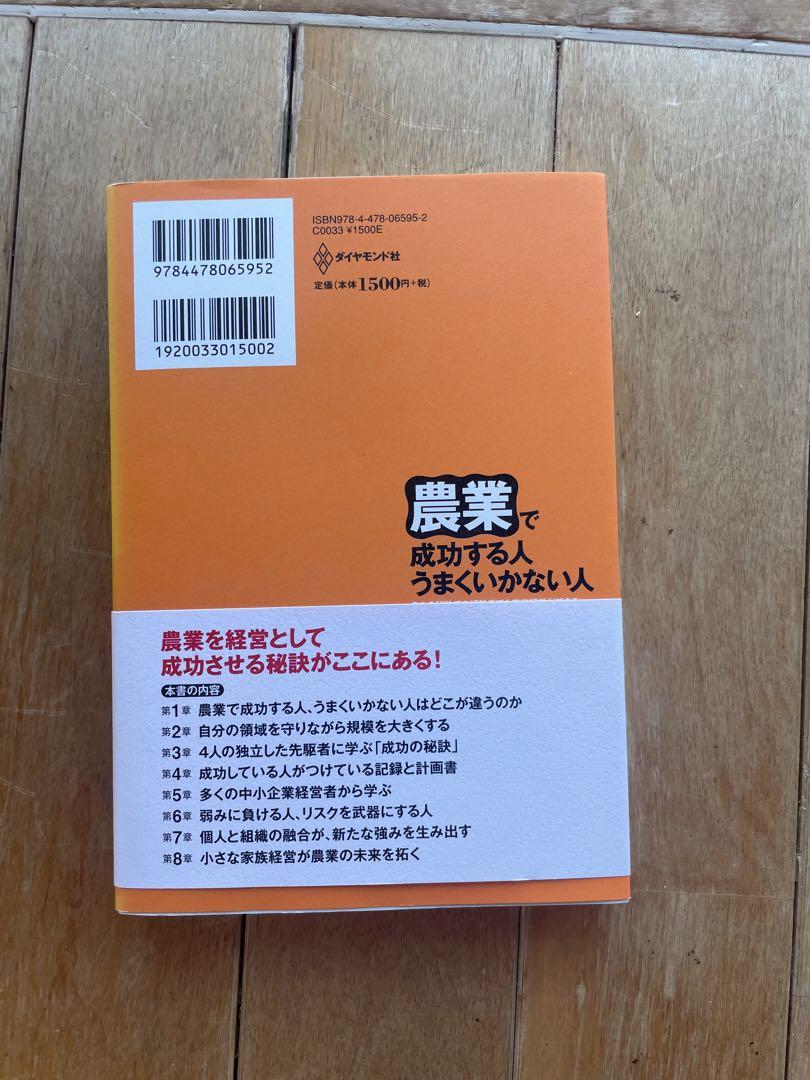 9784478065952
1920033015002
ISBN978-4-478-06595-2
C0033 ¥1500E
ダイヤモンド社
定価(本体1500円+税)
農業で
成功する人
うまくいかない人
農業を経営として
成功させる秘訣がここにある!
本書の内容
第1章 農業で成功する人、うまくいかない人はどこが違うのか
第2章 自分の領域を守りながら規模を大きくする
第3章 4人の独立した先駆者に学ぶ「成功の秘訣」
第4章 成功している人がつけている記録と計画書
第5章 多くの中小企業経営者から学ぶ
第6章 弱みに負ける人、リスクを武器にする人
第7章 個人と組織の融合が、新たな強みを生み出す
第8章 小さな家族経営が農業の未来を拓く